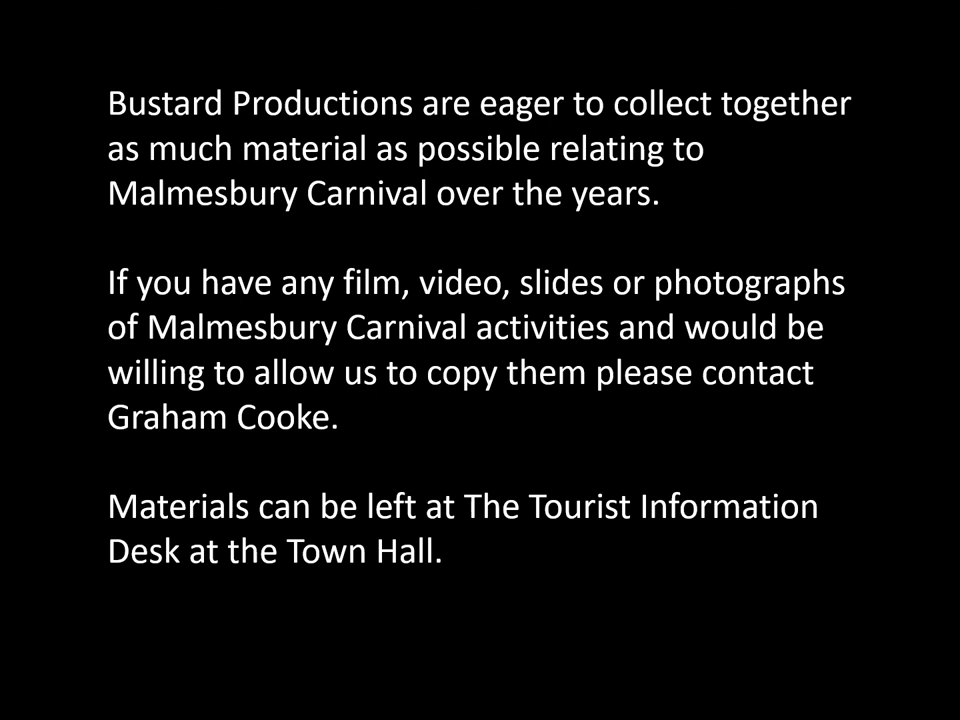 Bustard Productions are eager to collect together
as much material as possible relating to
Malmesbury Carnival over the years.
If you have any film, video, slides or photographs
of Malmesbury Carnival activities and would be
willing to allow us to copy them please contact
Graham Cooke.
Materials can be left at The Tourist Information
Desk at the Town Hall.